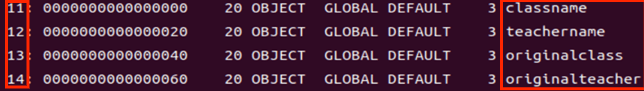 11: 0000000000000000 20 OBJECT GLOBAL DEFAULT 3 classname
12: 0000000000000020 20 OBJECT GLOBAL DEFAULT 3 teachername
13: 0000000000000040 20 OBJECT GLOBAL DEFAULT 3 originalclass
14: 0000000000000060 20 OBJECT GLOBAL DEFAULT 3 originalteacher